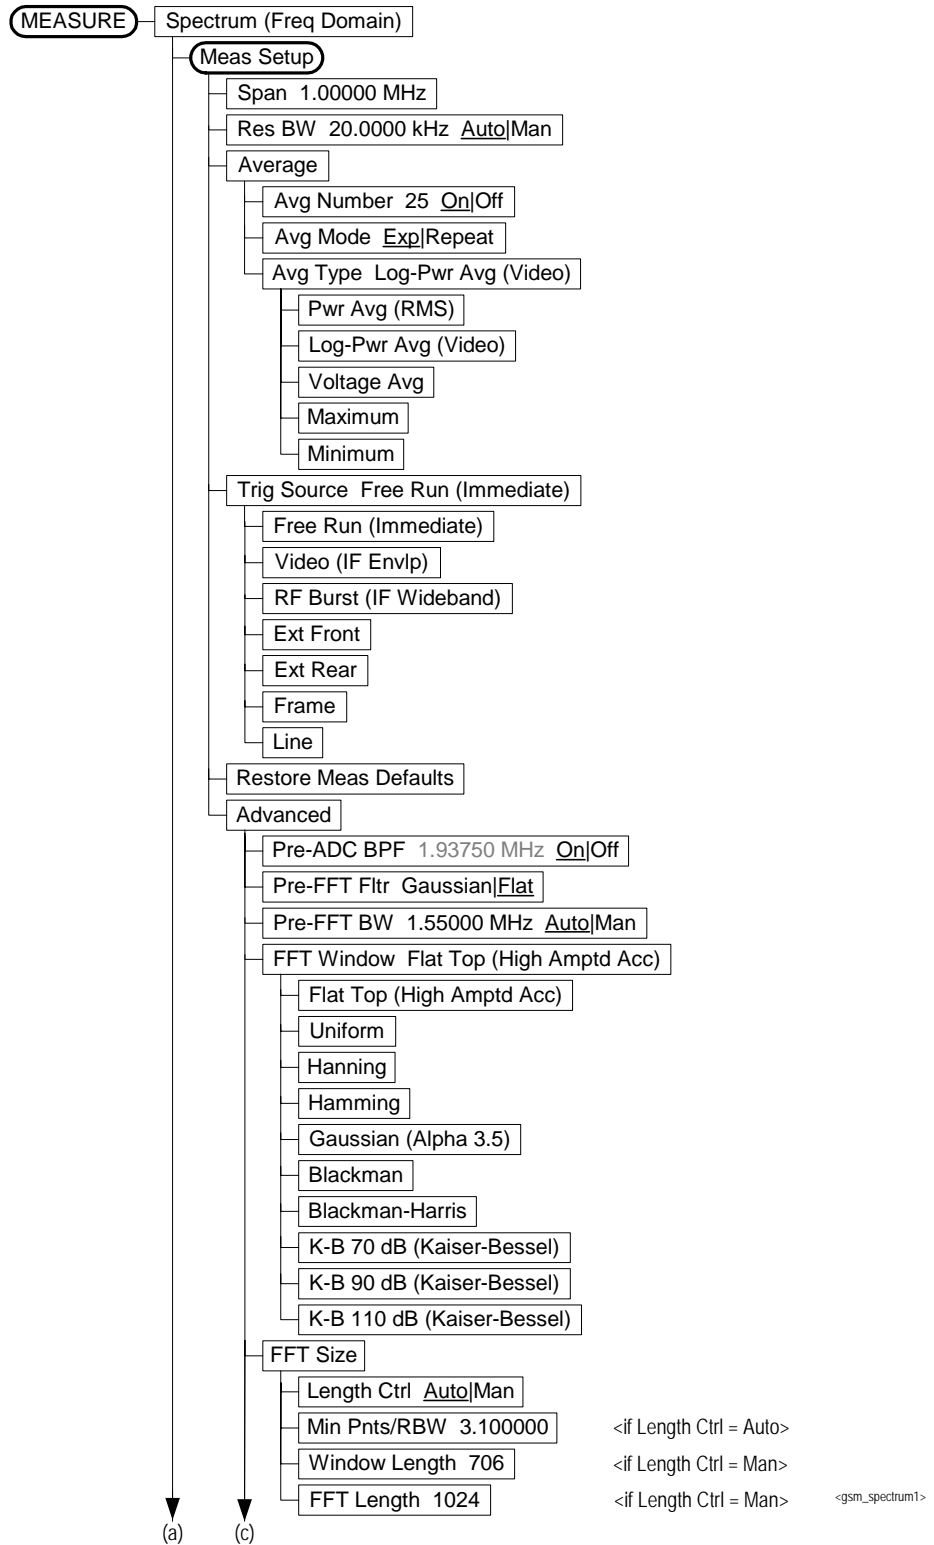 MEASURE Spectrum (Freq Domain)
Meas Setup
Span 1.00000 MHz
Res BW 20.0000 kHz Auto|Man
Average
Avg Number 25 On|Off
Avg Mode Exp|Repeat
Avg Type Log-Pwr Avg (Video)
Pwr Avg (RMS)
Log-Pwr Avg (Video)
Voltage Avg
Maximum
Minimum
Trig Source Free Run (Immediate)
Free Run (Immediate)
Video (IF Envlp)
RF Burst (IF Wideband)
Ext Front
Ext Rear
Frame
Line
Restore Meas Defaults
Advanced
Pre-ADC BPF 1.93750 MHz On|Off
Pre-FFT Fltr Gaussian|Flat
Pre-FFT BW 1.55000 MHz Auto|Man
FFT Window Flat Top (High Amptd Acc)
Flat Top (High Amptd Acc)
Uniform
Hanning
Hamming
Gaussian (Alpha 3.5)
Blackman
Blackman-Harris
K-B 70 dB (Kaiser-Bessel)
K-B 90 dB (Kaiser-Bessel)
K-B 110 dB (Kaiser-Bessel)
FFT Size
Length Ctrl Auto|Man
Min Pnts/RBW 3.100000 <if Length Ctrl = Auto>
Window Length 706 <if Length Ctrl = Man>
FFT Length 1024 <if Length Ctrl = Man> <gsm_spectrum1>
(a) (c)